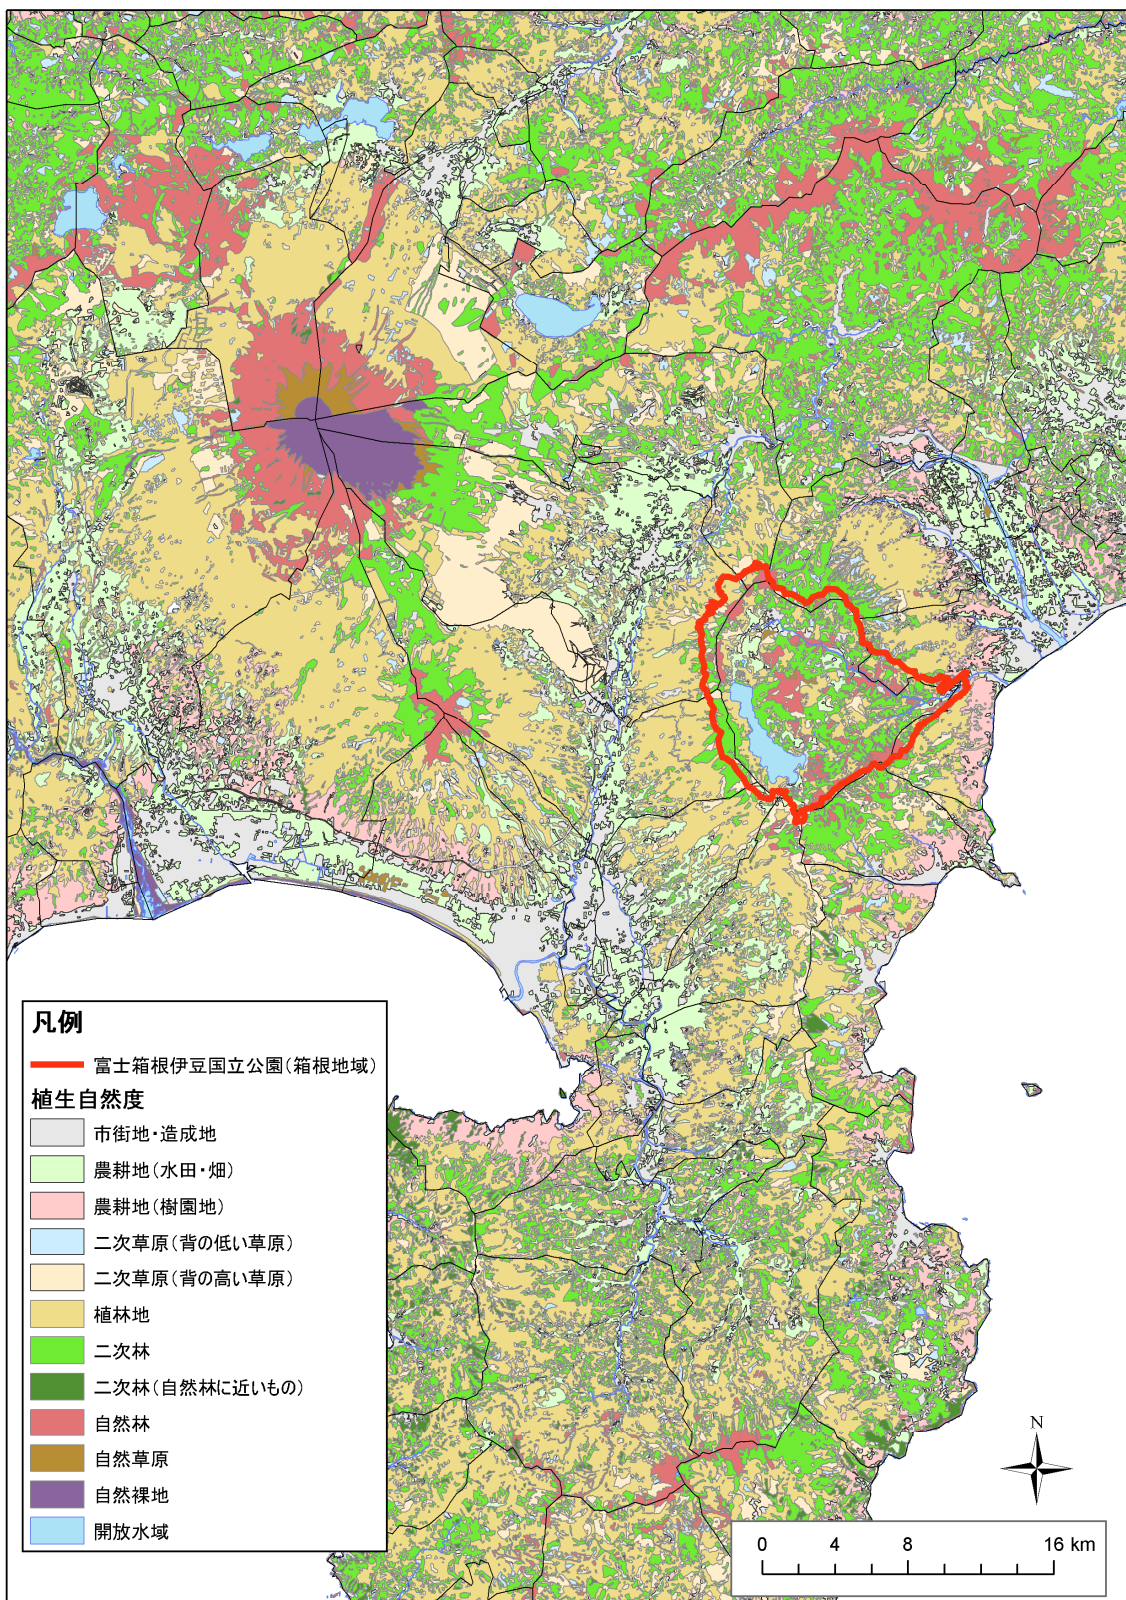 凡例
富士箱根伊豆国立公園(箱根地域)
植生自然度
市街地・造成地
農耕地(水田・畑)
農耕地(樹園地)
二次草原(背の低い草原)
二次草原(背の高い草原)
植林地
二次林
二次林(自然林に近いもの)
自然林
自然草原
自然裸地
開放水域
N
0 4 8 16 km